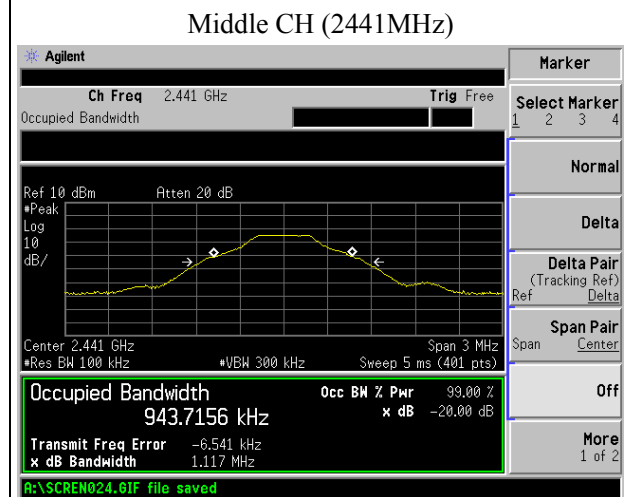 Middle CH (2441MHz)
Agilent
Marker
Ch Freq 2.441 GHz Trig Free
Occupied Bandwidth
Select Marker
1 2 3 4
Normal
Delta
Delta Pair
(Tracking Ref)
Ref Delta
Span Pair
Span Center
Off
More
1 of 2
Ref 10 dBm Atten 20 dB
#Peak
Log
10
dB/
Center 2.441 GHz Span 3 MHz
#Res BW 100 kHz #VBW 300 kHz Sweep 5 ms (401 pts)
Occupied Bandwidth Occ BW % Pwr 99.00 %
943.7156 kHz x dB -20.00 dB
Transmit Freq Error -6.541 kHz
x dB Bandwidth 1.117 MHz
A:\SCREN024.GIF file saved